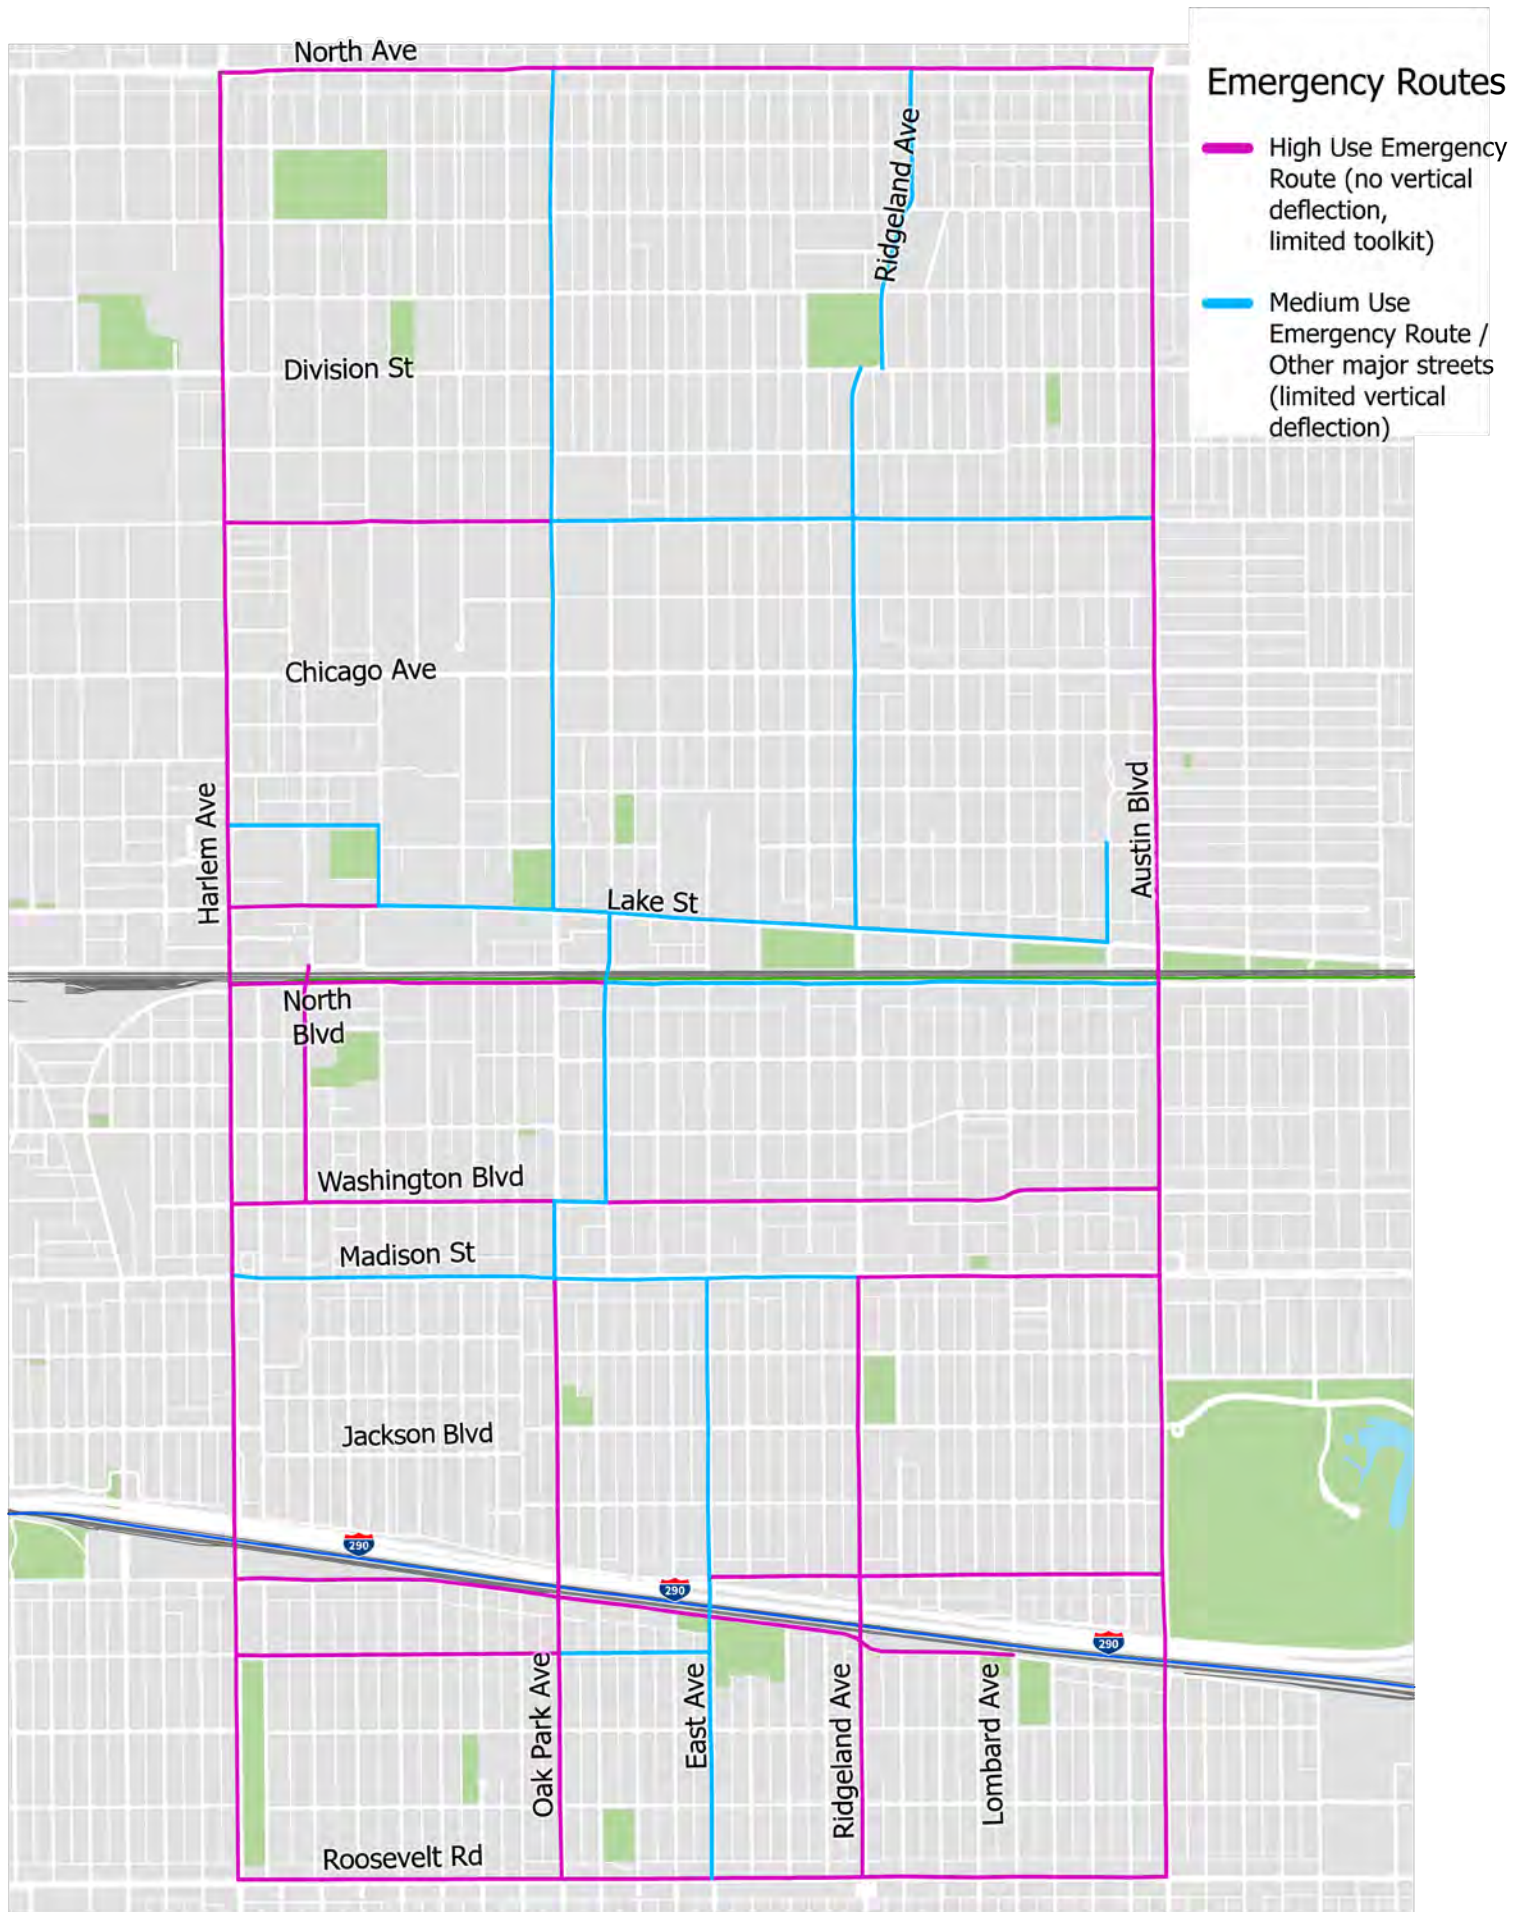 North Ave
Emergency Routes
High Use Emergency
Route (no vertical
deflection,
limited toolkit)
Medium Use
Emergency Route /
Other major streets
(limited vertical
deflection)
Ridgeland Ave
Division St
Chicago Ave
Harlem Ave
Austin Blvd
Lake St
North
Blvd
Washington Blvd
Madison St
Jackson Blvd
290
290
290
Oak Park Ave
East Ave
Ridgeland Ave
Lombard Ave
Roosevelt Rd